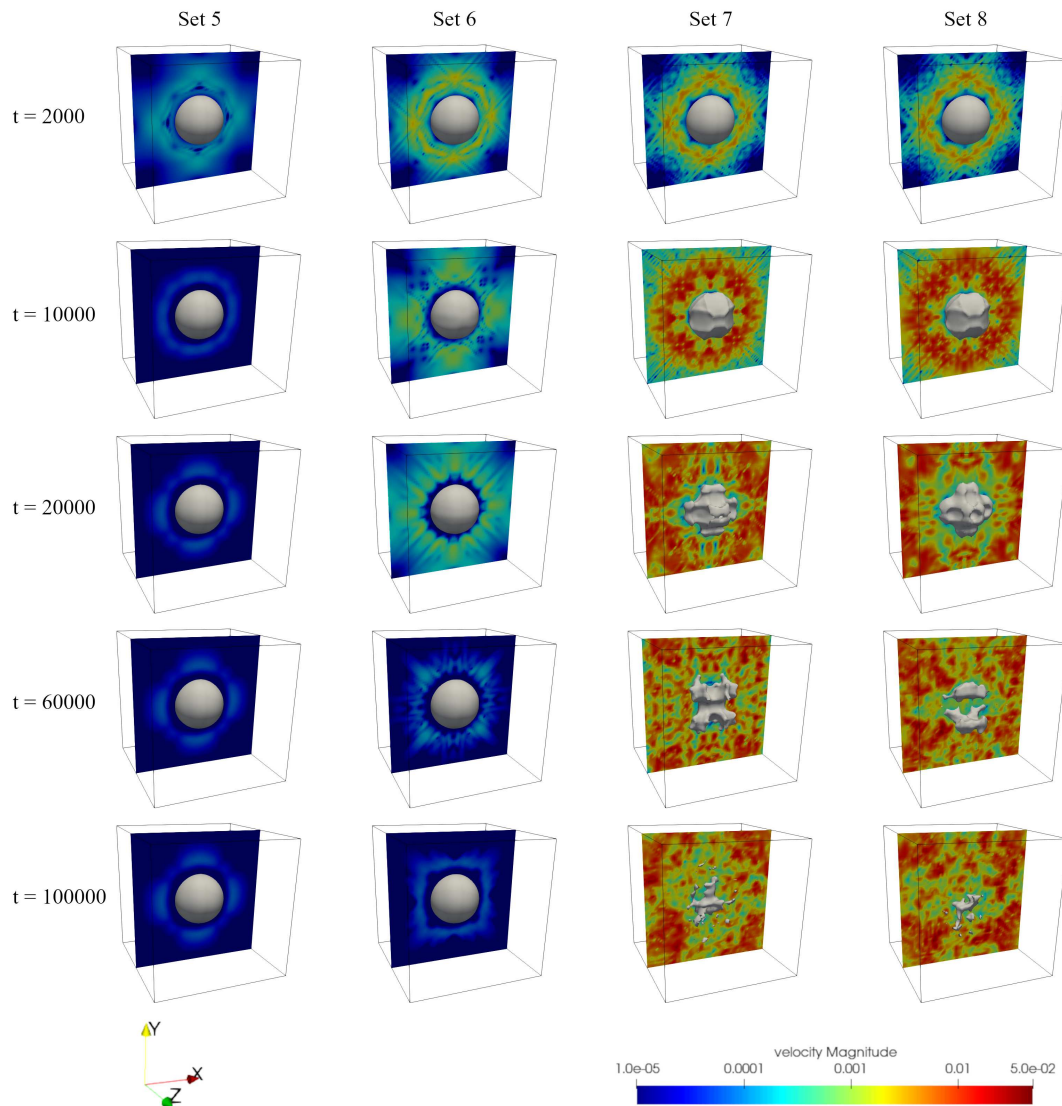 Set 5 Set 6 Set 7 Set 8
t = 2000
t = 10000
t = 20000
t = 60000
t = 100000
Y
X
Z
velocity Magnitude
1.0e-05 0.0001 0.001 0.01 5.0e-02